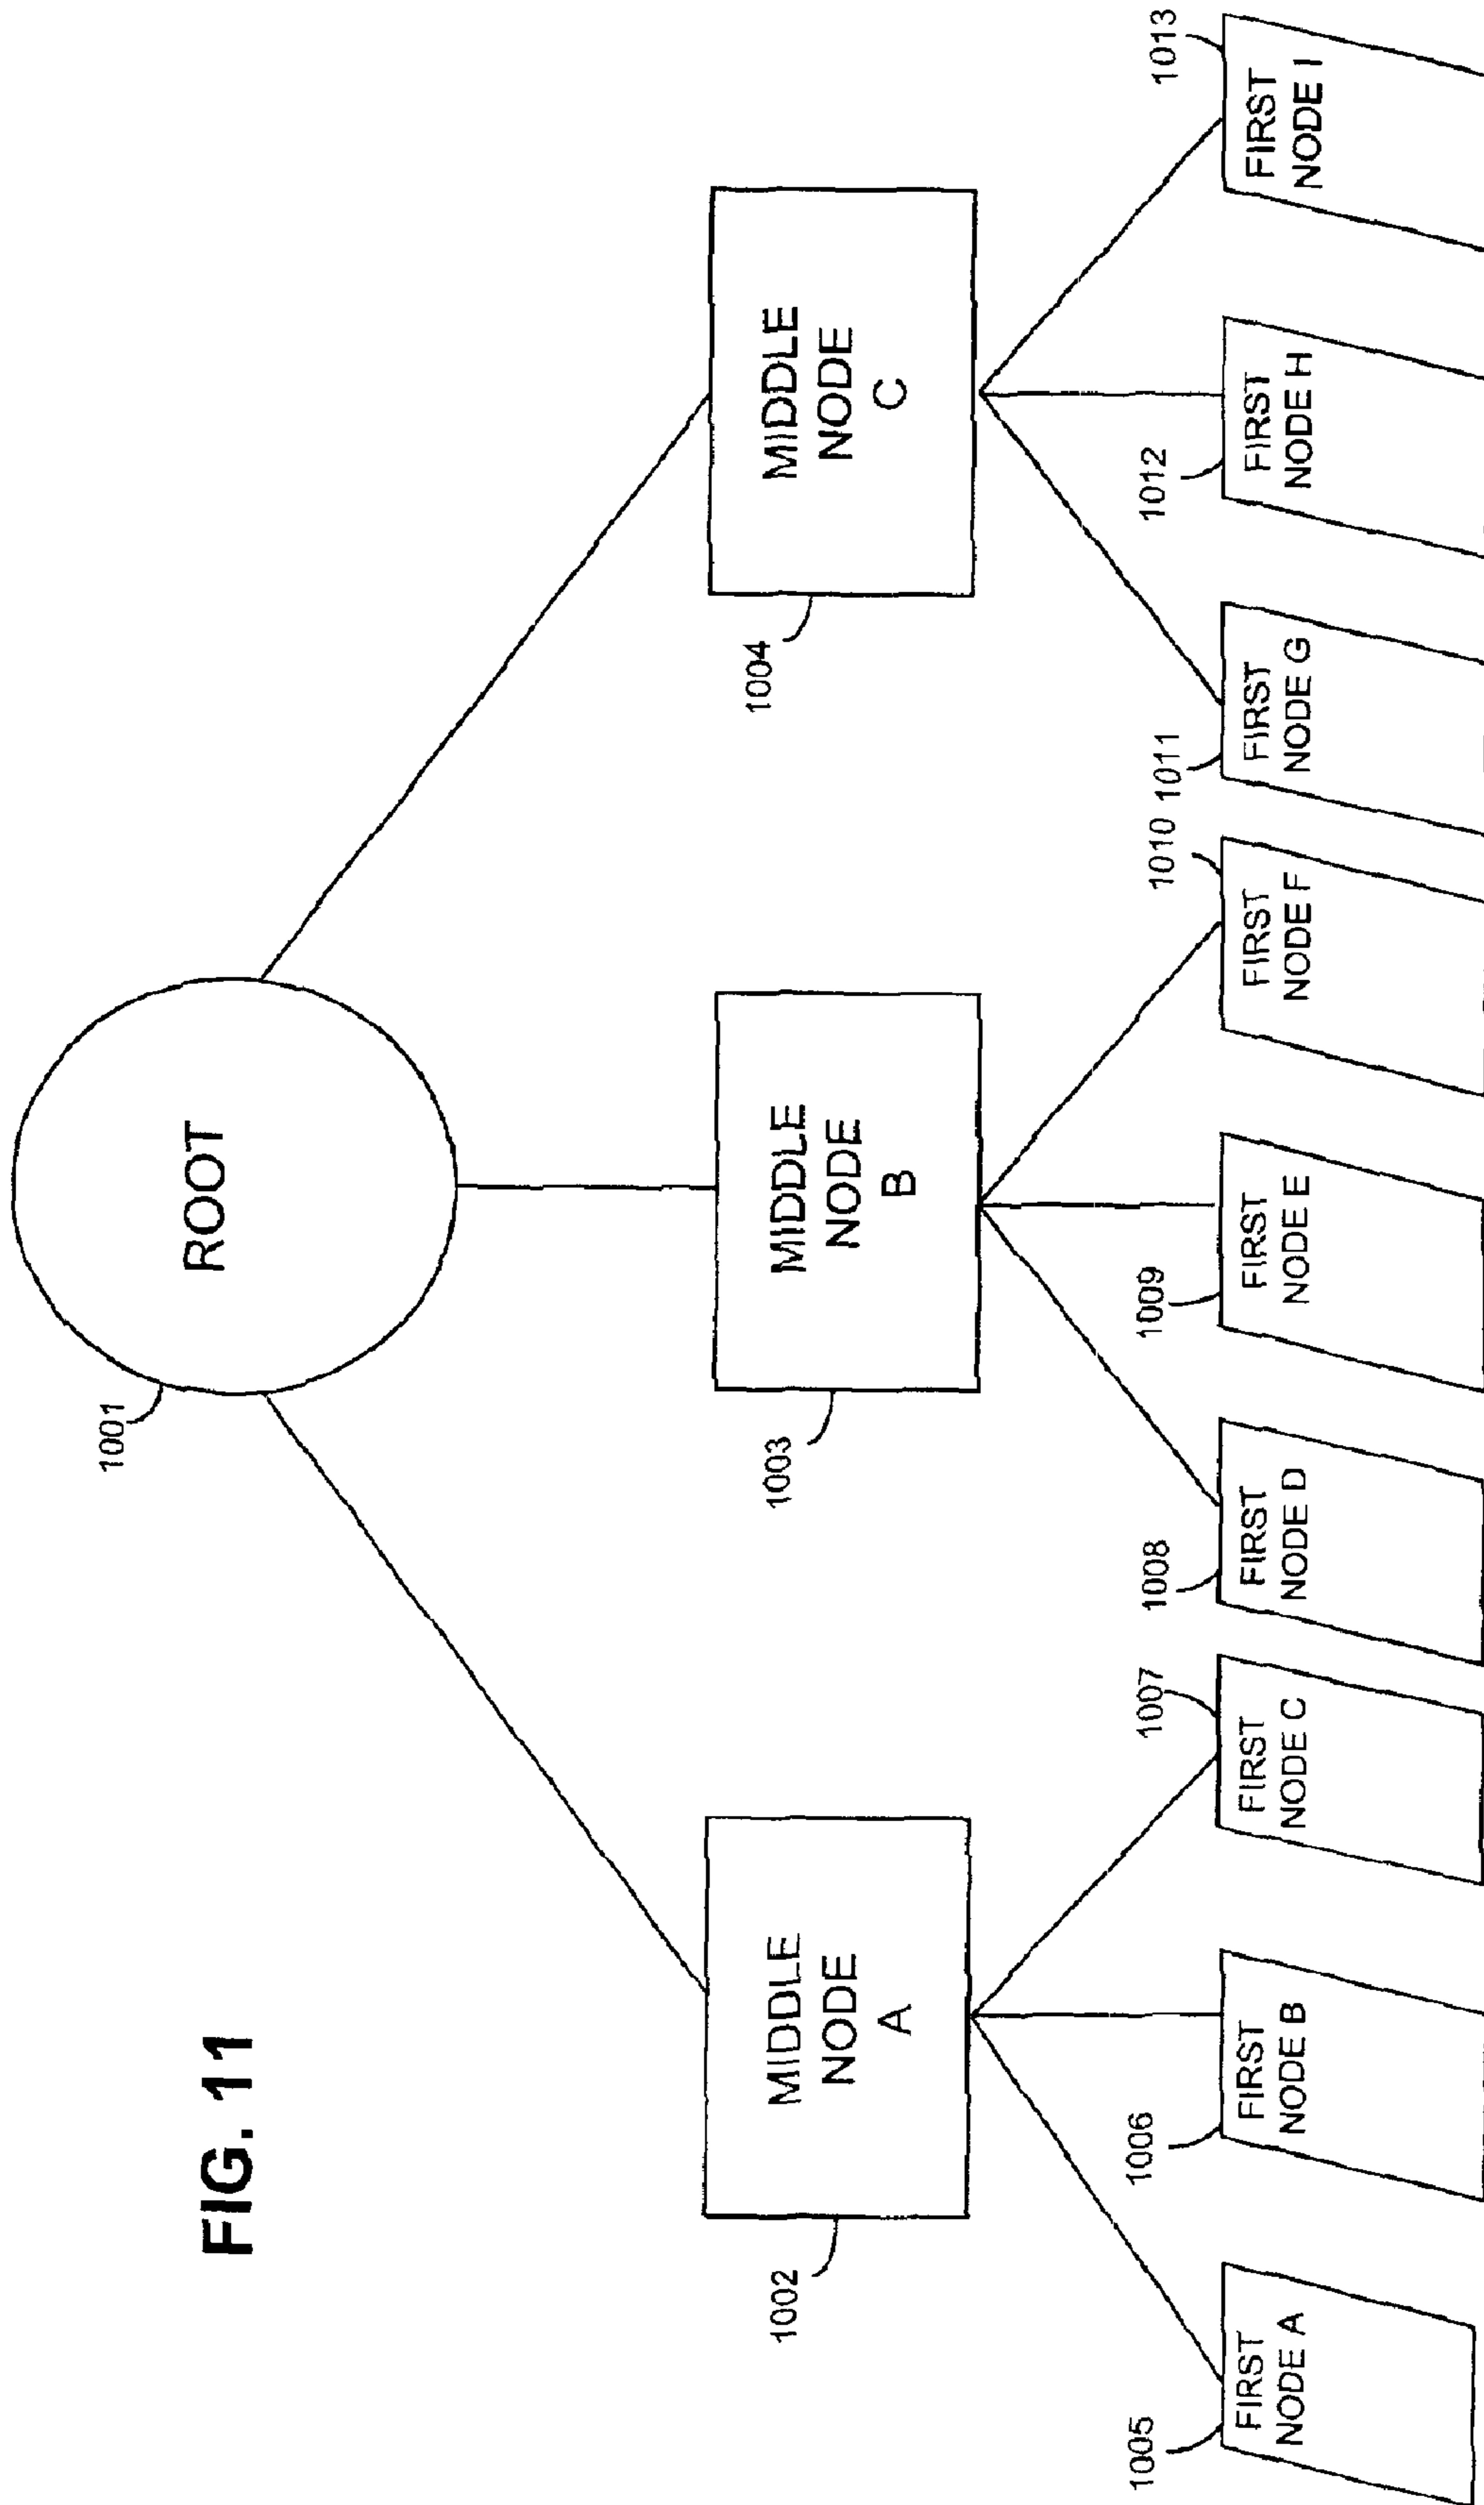 FIG. 11
1001
ROOT
1002
MIDDLE
NODE
A
1003
MIDDLE
NODE
B
1004
MIDDLE
NODE
C
1005
FIRST
NODE A
1006
FIRST
NODE B
1007
FIRST
NODE C
1008
FIRST
NODE D
1009
FIRST
NODE E
1010
FIRST
NODE F
1011
FIRST
NODE G
1012
FIRST
NODE H
1013
FIRST
NODE I